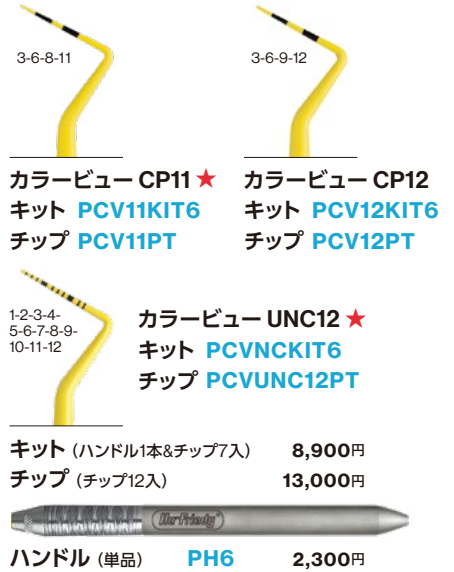 3-6-8-11
カラービュー CP11 ★
キット PCV11KIT6
チップ PCV11PT
3-6-9-12
カラービュー CP12
キット PCV12KIT6
チップ PCV12PT
1-2-3-4-
5-6-7-8-9-
10-11-12
カラービュー UNC12 ★
キット PCVNCKIT6
チップ PCVUNC12PT
キット (ハンドル1本&チップ7入) 8,900円
チップ (チップ12入) 13,000円
Hu-Friedy
ハンドル (単品) PH6 2,300円